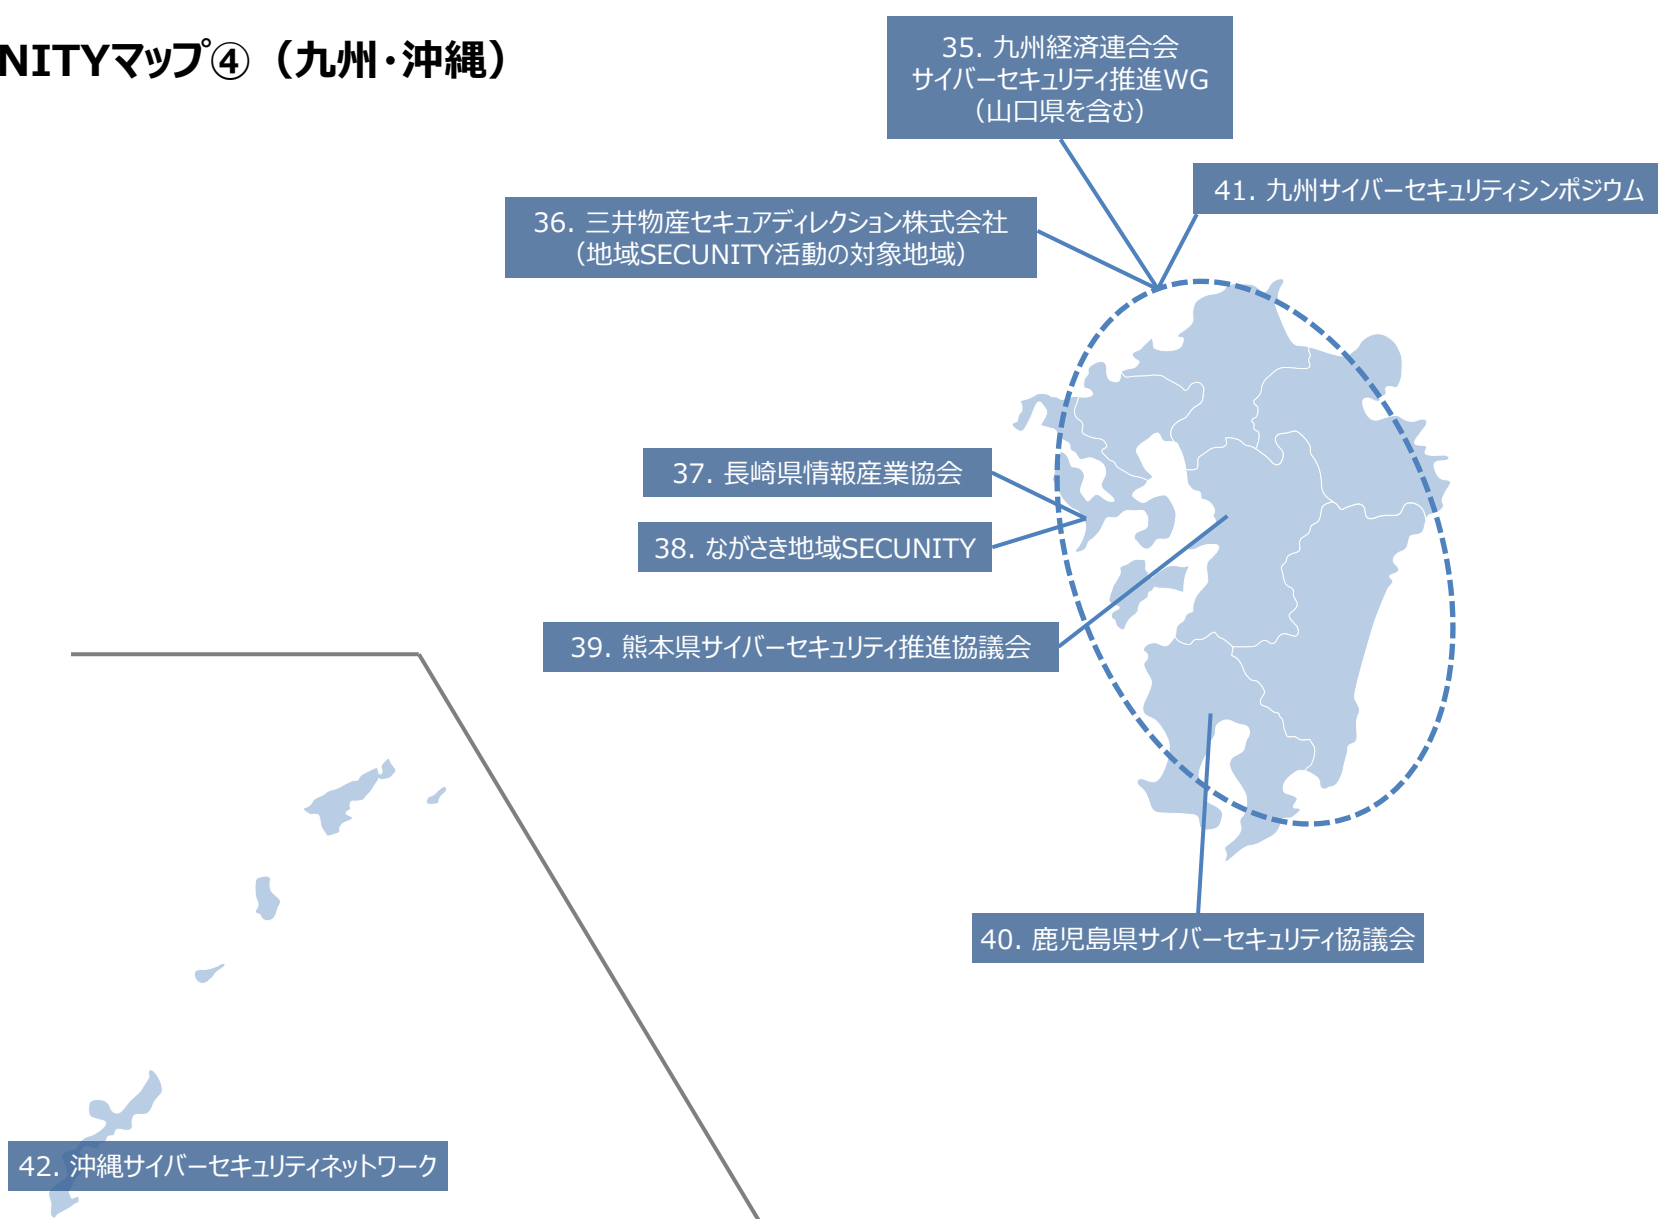 NITYマップ④（九州・沖縄）
35. 九州経済連合会
サイバーセキュリティ推進WG
（山口県を含む）
41. 九州サイバーセキュリティシンポジウム
36. 三井物産セキュアディレクション株式会社
（地域SECUNITY活動の対象地域）
37. 長崎県情報産業協会
38. ながさき地域SECUNITY
39. 熊本県サイバーセキュリティ推進協議会
40. 鹿児島県サイバーセキュリティ協議会
42. 沖縄サイバーセキュリティネットワーク